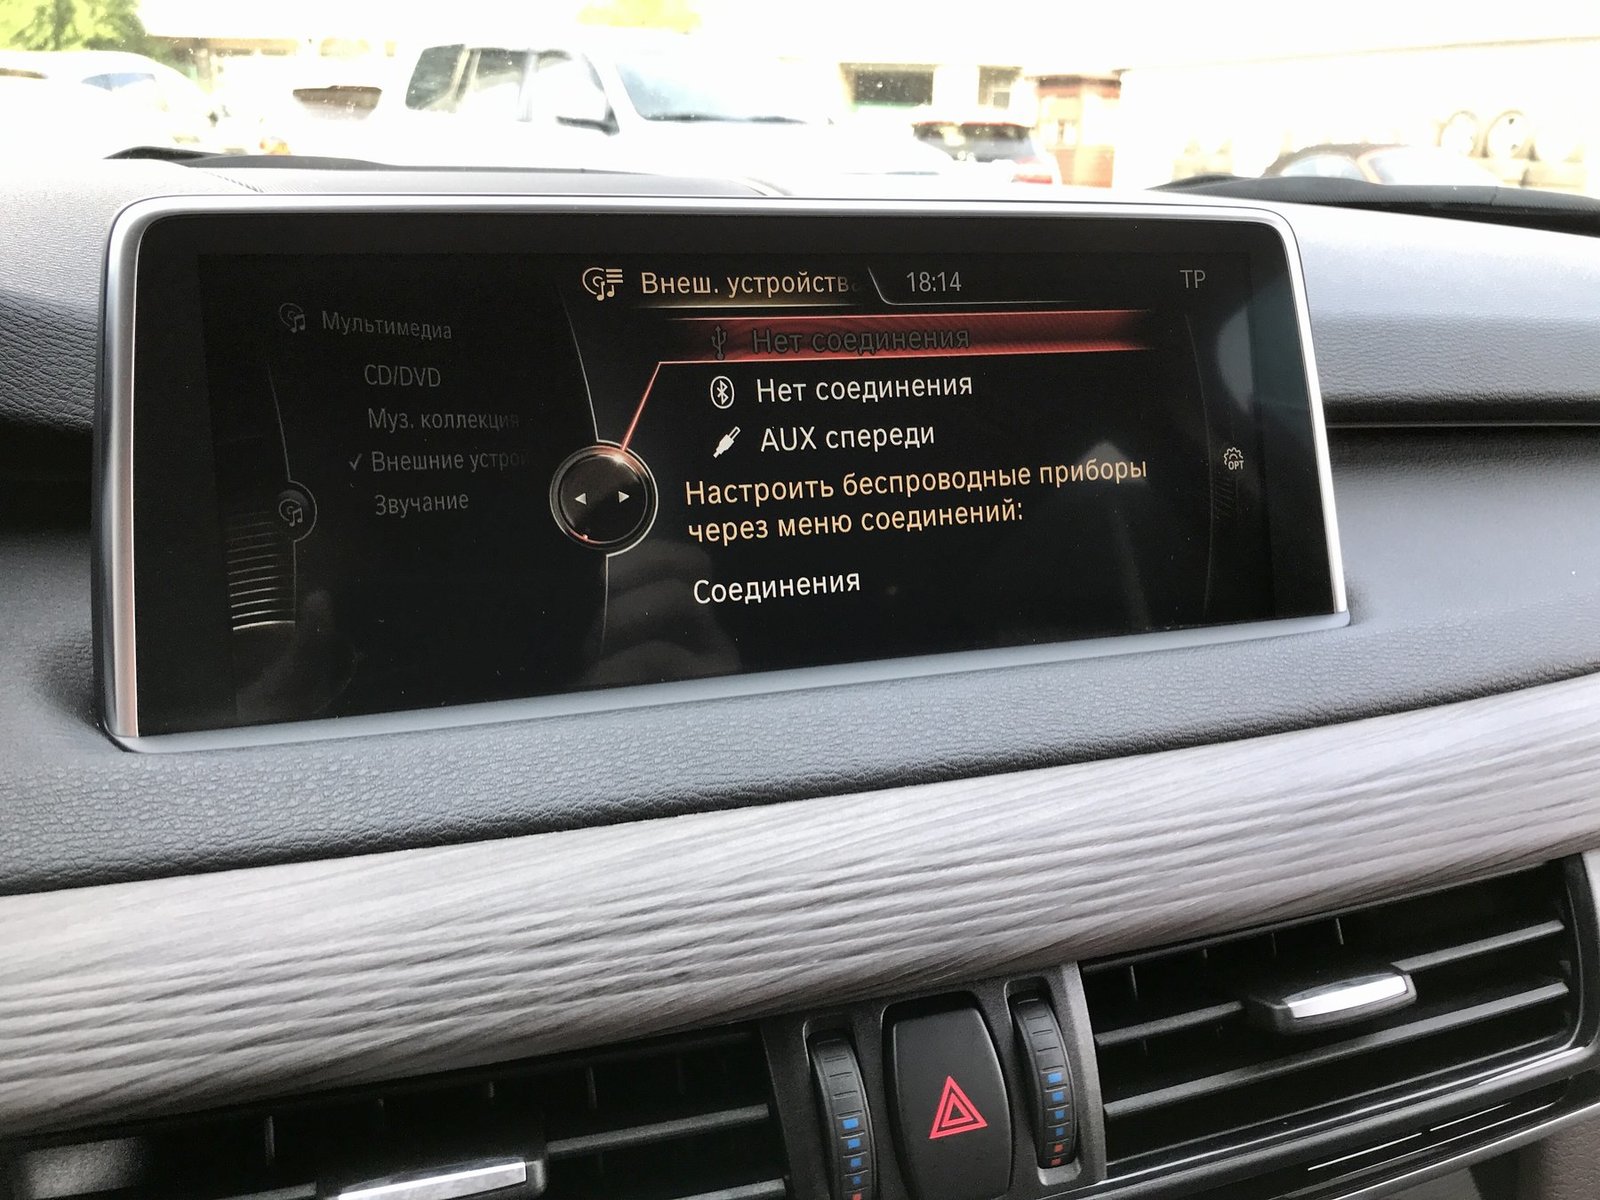 Внеш. устройства
18:14
TP
Мультимедиа
CD/DVD
Муз. коллекция
✓ Внешние устро
Звучание
Нет соединения
Нет соединения
AUX спереди
Настроить беспроводные приборы
через меню соединений:
Соединения
OPT